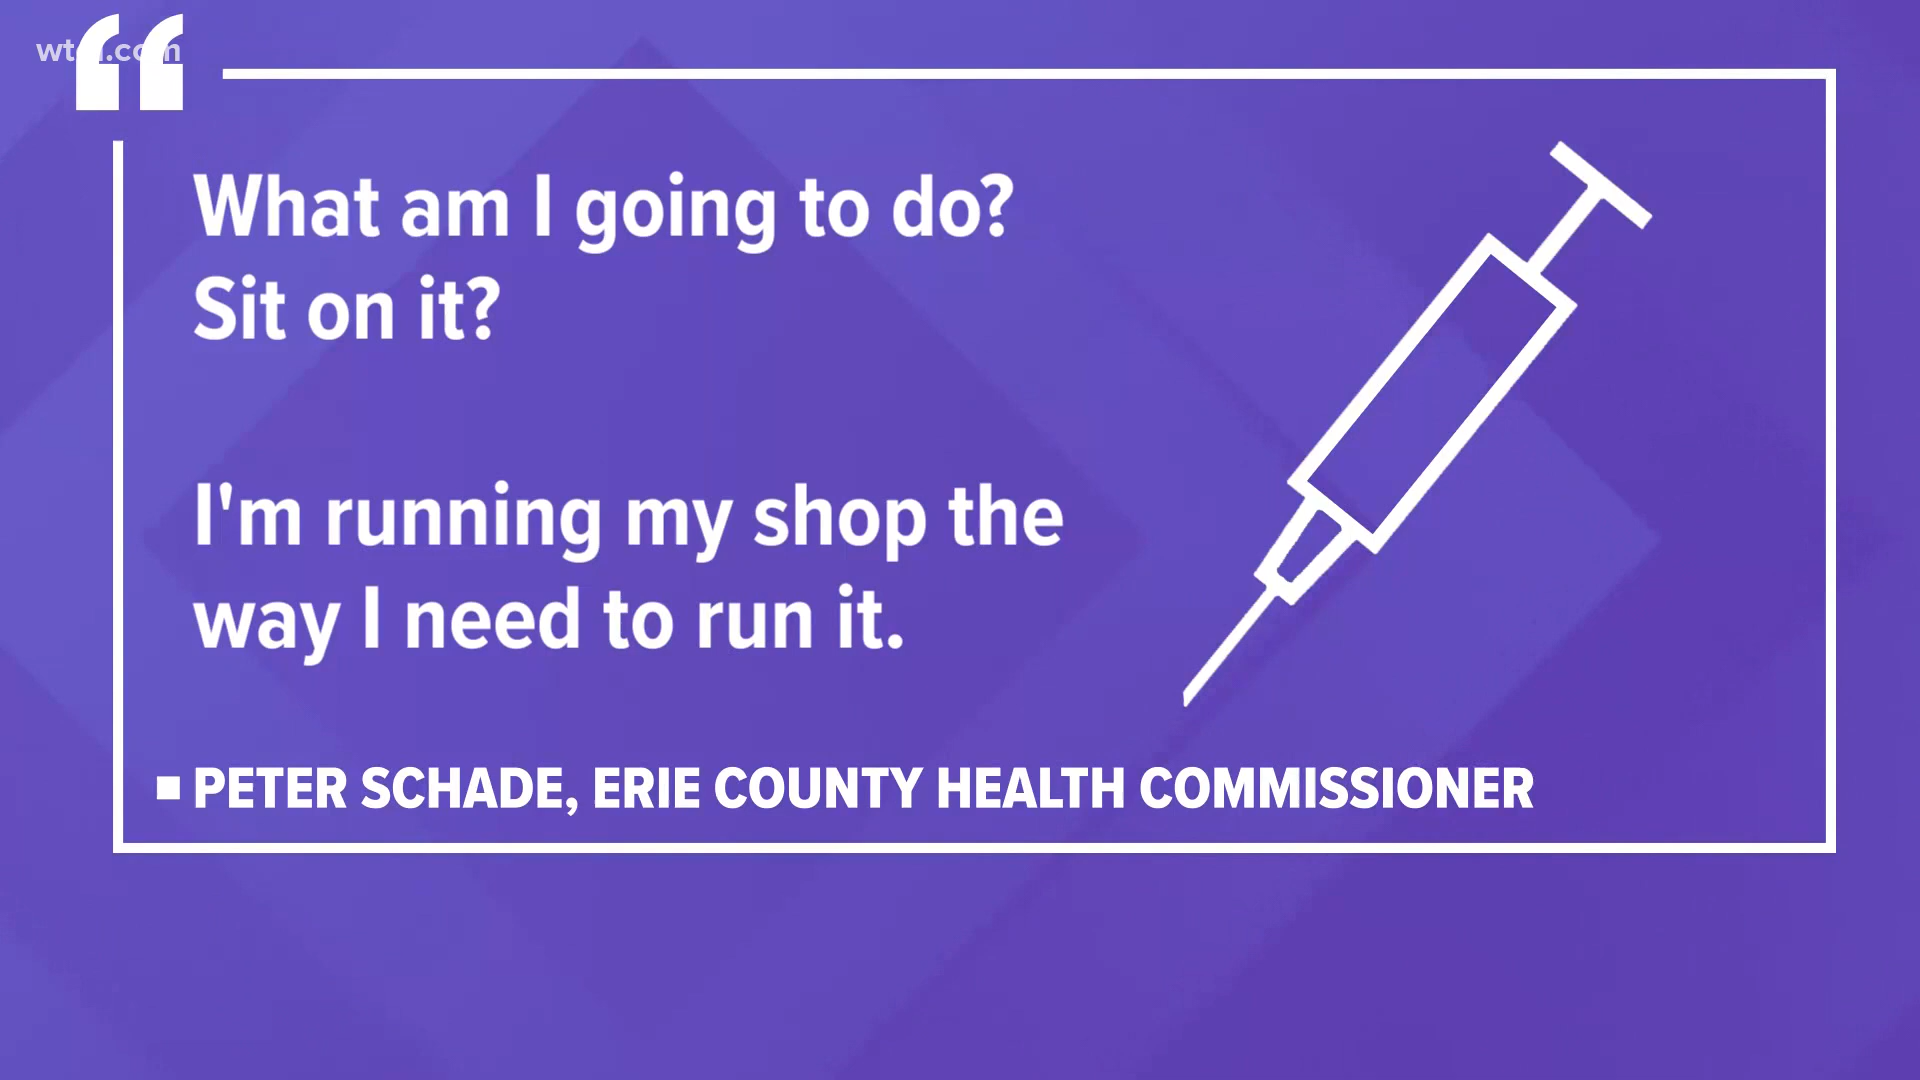 What am I going to do?
Sit on it?
I'm running my shop the
way I need to run it.
PETER SCHADE, ERIE COUNTY HEALTH COMMISSIONER